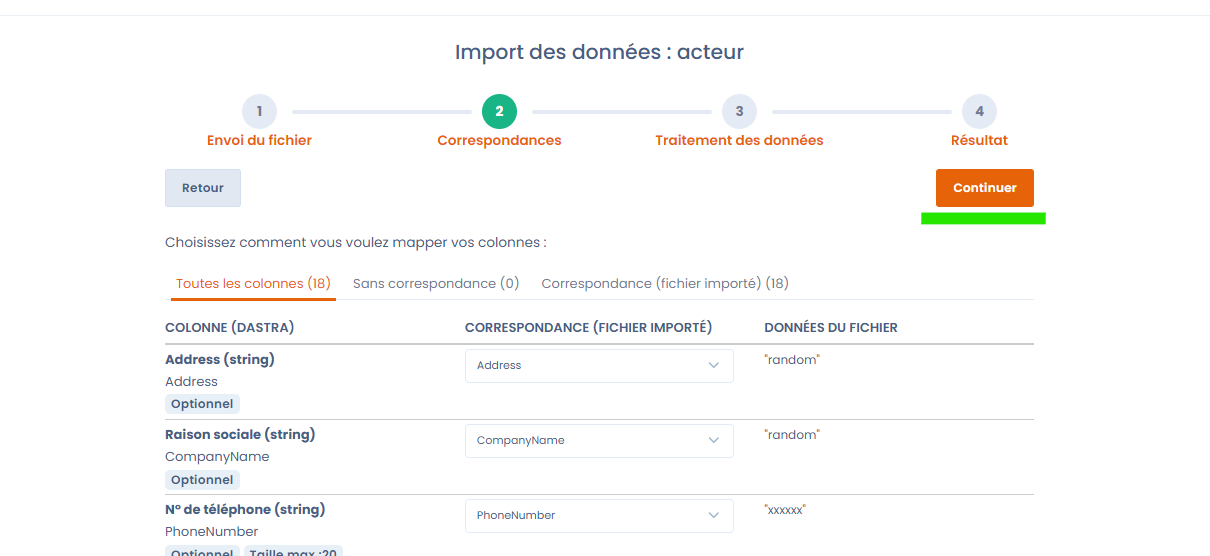 Import des données : acteur
1 2 3 4
Envoi du fichier Correspondances Traitement des données Résultat
Retour Continuer
Choisissez comment vous voulez mapper vos colonnes :
Toutes les colonnes (18) Sans correspondance (0) Correspondance (fichier importé) (18)
COLONNE (DASTRA) CORRESPONDANCE (FICHIER IMPORTÉ) DONNÉES DU FICHIER
Address (string) Address "random"
Address
Optionnel
Raison sociale (string) CompanyName "random"
CompanyName
Optionnel
N° de téléphone (string) PhoneNumber "xxxxxx"
PhoneNumber
Optionnel Taille max :20